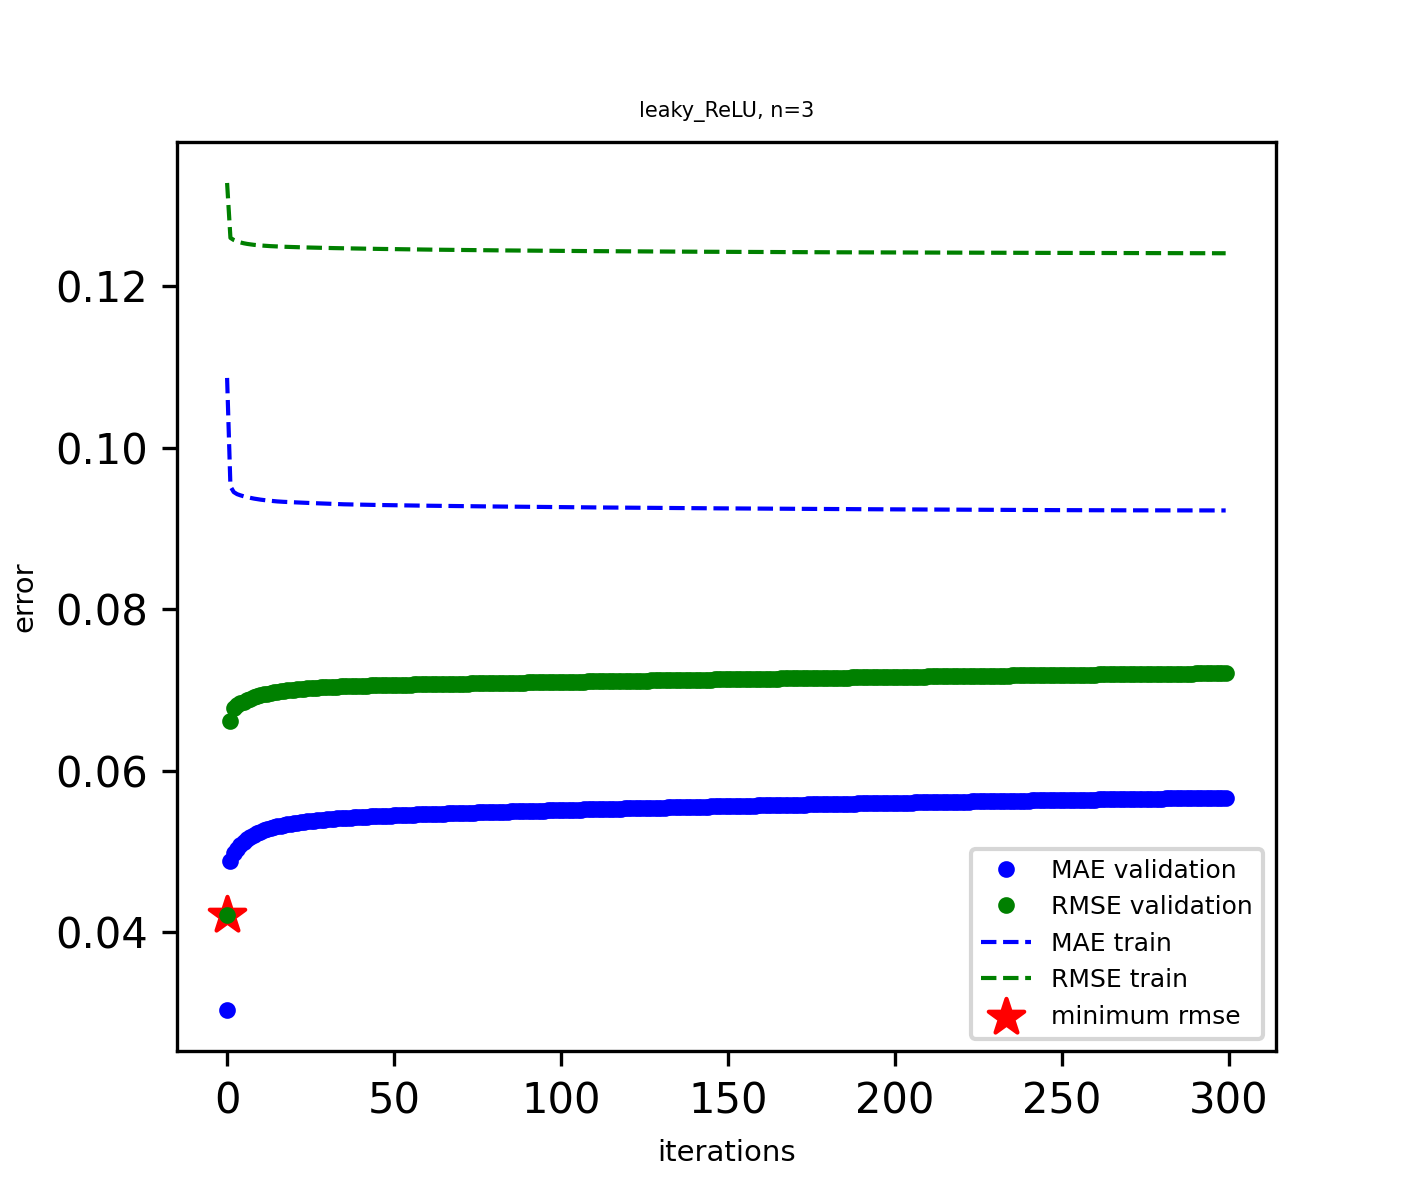 leaky_ReLU, n=3
error
0.12
0.10
0.08
0.06
0.04
MAE validation
RMSE validation
MAE train
RMSE train
minimum rmse
0 50 100 150 200 250 300
iterations